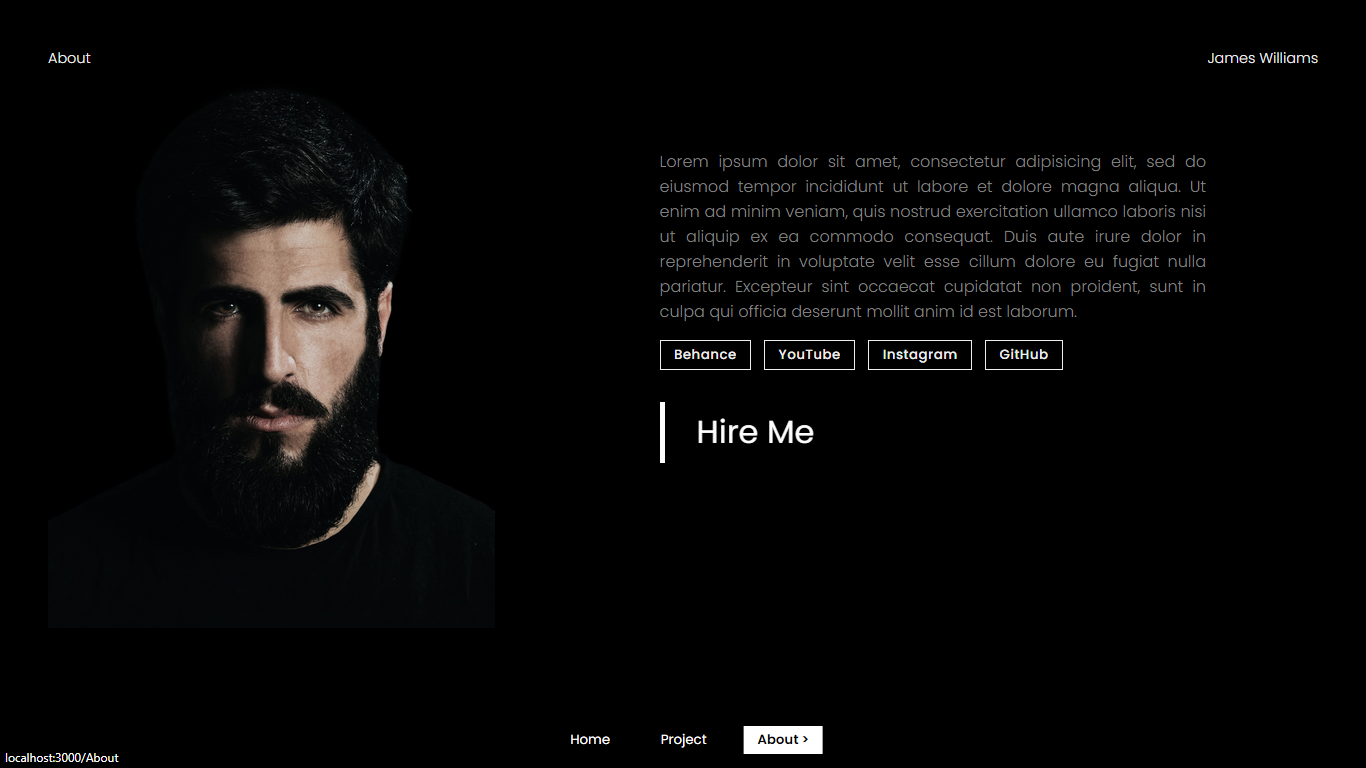 About
James Williams
Lorem ipsum dolor sit amet, consectetur adipisicing elit, sed do
eiusmod tempor incididunt ut labore et dolore magna aliqua. Ut
enim ad minim veniam, quis nostrud exercitation ullamco laboris nisi
ut aliquip ex ea commodo consequat. Duis aute irure dolor in
reprehenderit in voluptate velit esse cillum dolore eu fugiat nulla
pariatur. Excepteur sint occaecat cupidatat non proident, sunt in
culpa qui officia deserunt mollit anim id est laborum.
Behance YouTube Instagram GitHub
Hire Me
Home Project About >
localhost:3000/About